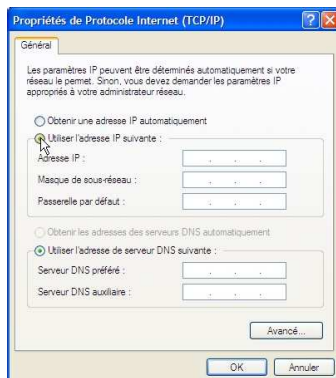 Propriétés de Protocole Internet (TCP/IP)
Général
Les paramètres IP peuvent être déterminés automatiquement si votre
réseau le permet. Sinon, vous devez demander les paramètres IP
appropriés à votre administrateur réseau.
Obtenir une adresse IP automatiquement
Utiliser l'adresse IP suivante :
Adresse IP :
Masque de sous-réseau :
Passerelle par défaut :
Obtenir les adresses des serveurs DNS automatiquement
Utiliser l'adresse de serveur DNS suivante :
Serveur DNS préféré :
Serveur DNS auxiliaire :
Avancé...
OK Annuler